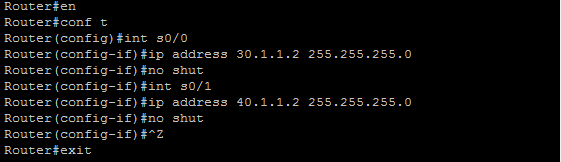 Router#en
Router#conf t
Router(config)#int s0/0
Router(config-if)#ip address 30.1.1.2 255.255.255.0
Router(config-if)#no shut
Router(config-if)#int s0/1
Router(config-if)#ip address 40.1.1.2 255.255.255.0
Router(config-if)#no shut
Router(config-if)#^Z
Router#exit